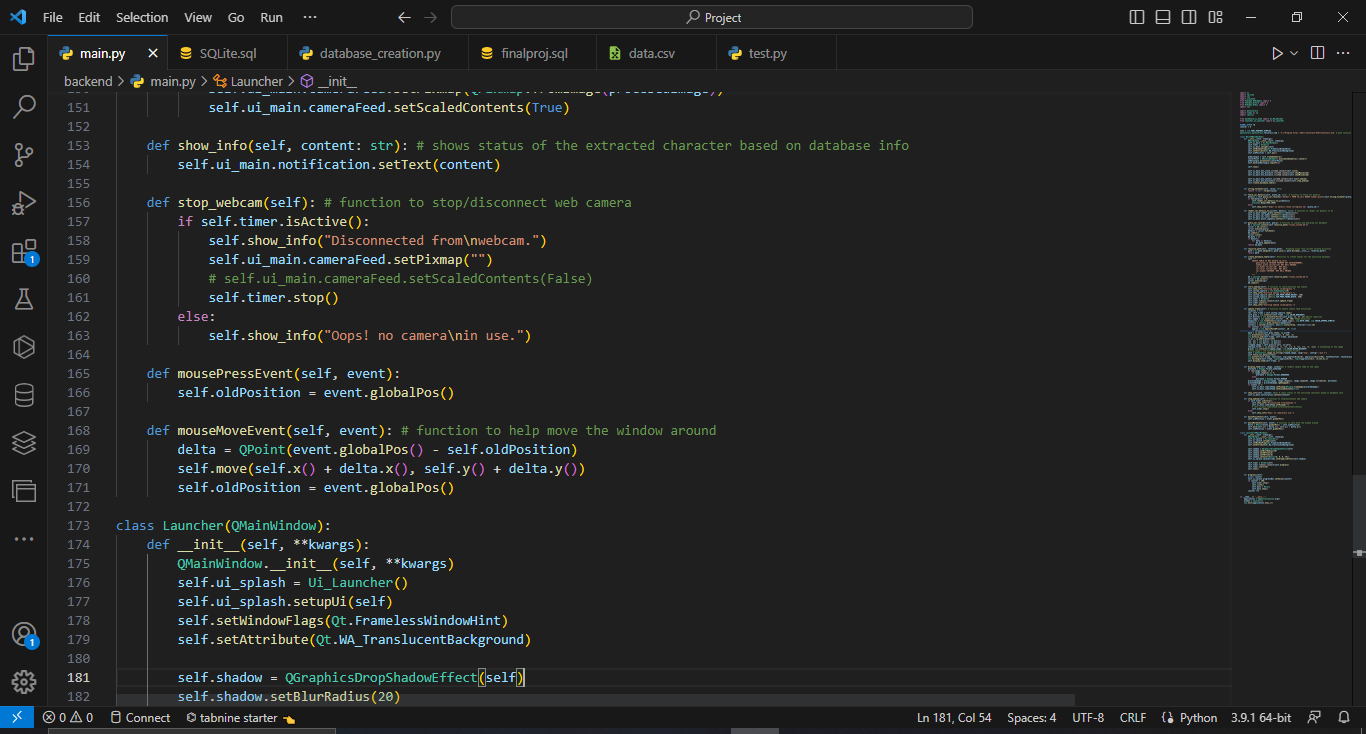 File Edit Selection View Go Run ··· Project
main.py SQLite.sql database_creation.py finalproj.sql data.csv test.py
backend > main.py > Launcher > __init__
151 self.ui_main.cameraFeed.setScaledContents(True)
152
153 def show_info(self, content: str): # shows status of the extracted character based on database info
154 self.ui_main.notification.setText(content)
155
156 def stop_webcam(self): # function to stop/disconnect web camera
157 if self.timer.isActive():
158 self.show_info("Disconnected from\nwebcam.")
159 self.ui_main.cameraFeed.setPixmap("")
160 # self.ui_main.cameraFeed.setScaledContents(False)
161 self.timer.stop()
162 else:
163 self.show_info("Oops! no camera\nin use.")
164
165 def mousePressEvent(self, event):
166 self.oldPosition = event.globalPos()
167
168 def mouseMoveEvent(self, event): # function to help move the window around
169 delta = QPoint(event.globalPos() - self.oldPosition)
170 self.move(self.x() + delta.x(), self.y() + delta.y())
171 self.oldPosition = event.globalPos()
172
173 class Launcher(QMainWindow):
174 def __init__(self, **kwargs):
175 QMainWindow.__init__(self, **kwargs)
176 self.ui_splash = Ui_Launcher()
177 self.ui_splash.setupUi(self)
178 self.setWindowFlags(Qt.FramelessWindowHint)
179 self.setAttribute(Qt.WA_TranslucentBackground)
180
181 self.shadow = QGraphicsDropShadowEffect(self)
182 self.shadow.setBlurRadius(20)
1
1
0 0 Connect tabnine starter Ln 181, Col 54 Spaces: 4 UTF-8 CRLF Python 3.9.1 64-bit